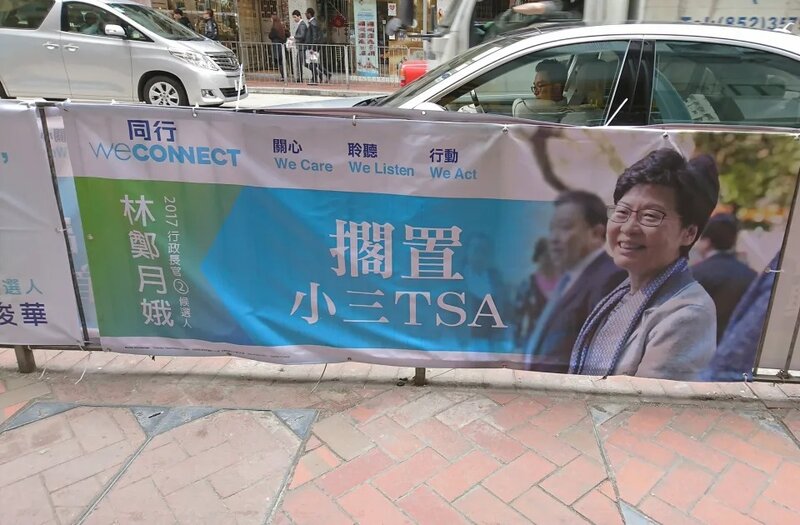 同行
WECONNECT
關心
We Care
聆聽
We Listen
行動
We Act
林鄭月娥
2017行政長官②候選人
擱置
小三TSA
選人
俊華
Tel:(852)